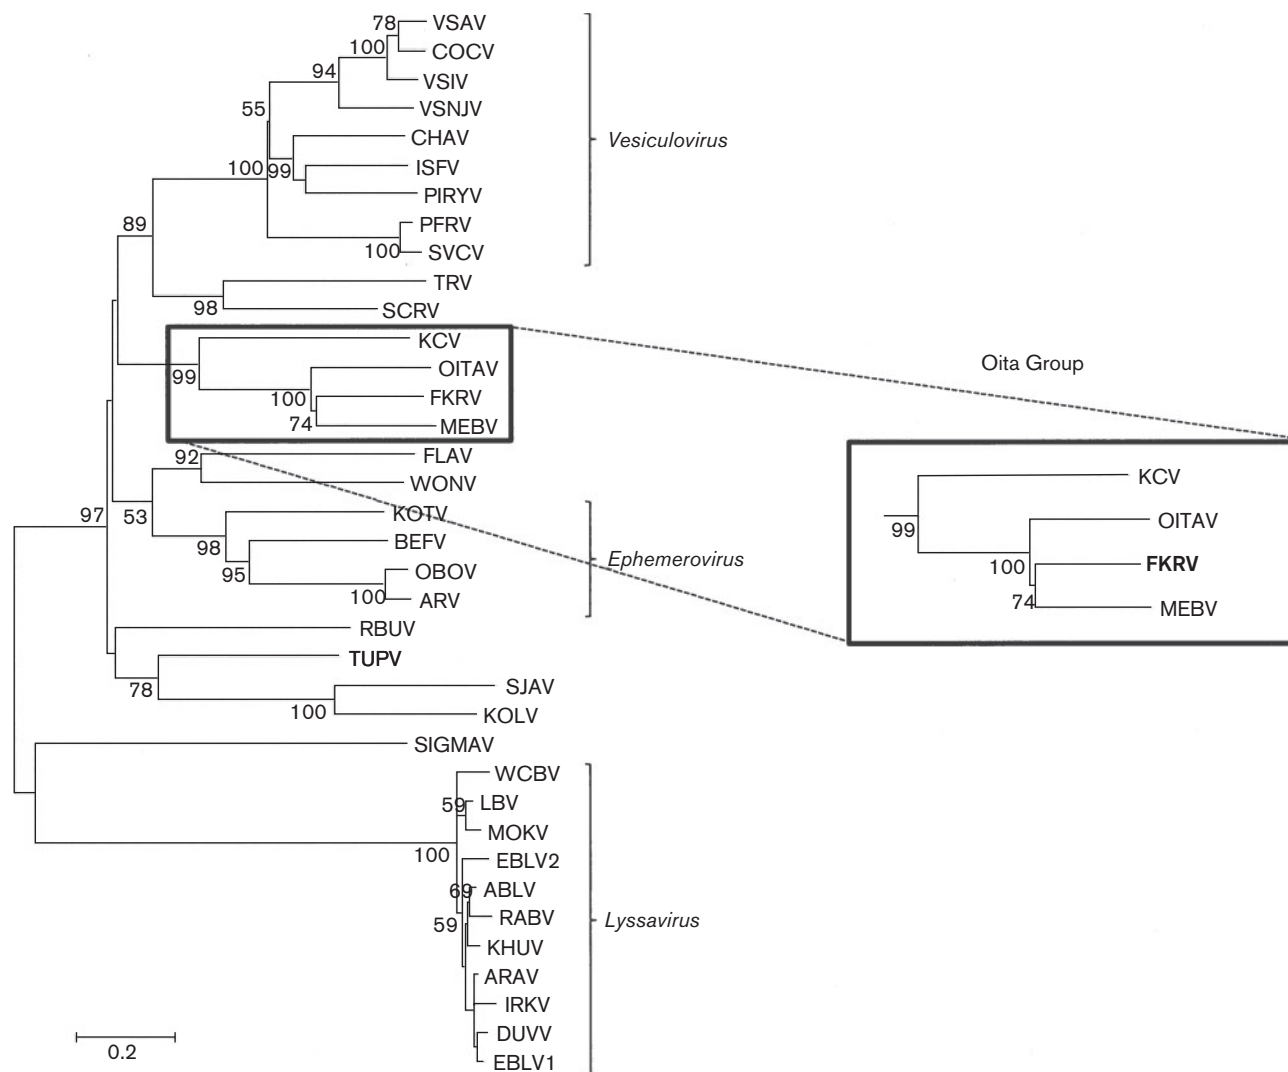 78
VSAV
100
COCV
94
VSIV
55
VSNJV
CHAV
Vesiculovirus
100
99
ISFV
PIRYV
89
PFRV
100
SVCV
TRV
98
SCRV
KCV
99
OITAV
Oita Group
100
FKRV
74
MEBV
92
FLAV
WONV
KCV
97
53
KOTV
OITAV
99
98
BEFV
Ephemerovirus
95
OBOV
100
FKRV
100
ARV
74
MEBV
RBUV
TUPV
78
SJAV
100
KOLV
SIGMAV
WCBV
59
LBV
MOKV
100
EBLV2
69
ABLV
59
RABV
Lyssavirus
KHUV
ARAV
IRKV
DUVV
0.2
EBLV1